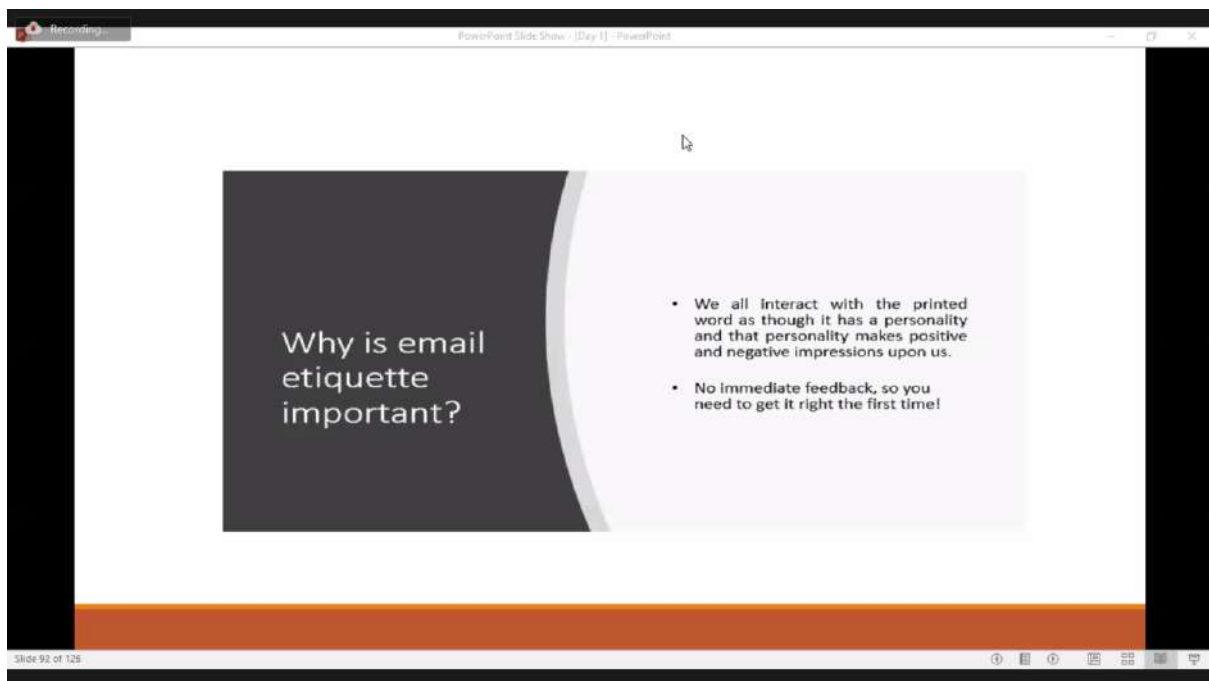 Recording...
PowerPoint Slide Show - [Day 1] - PowerPoint
Why is email
etiquette
important?
• We all interact with the printed
word as though it has a personality
and that personality makes positive
and negative impressions upon us.
• No immediate feedback, so you
need to get it right the first time!
Slide 92 of 126